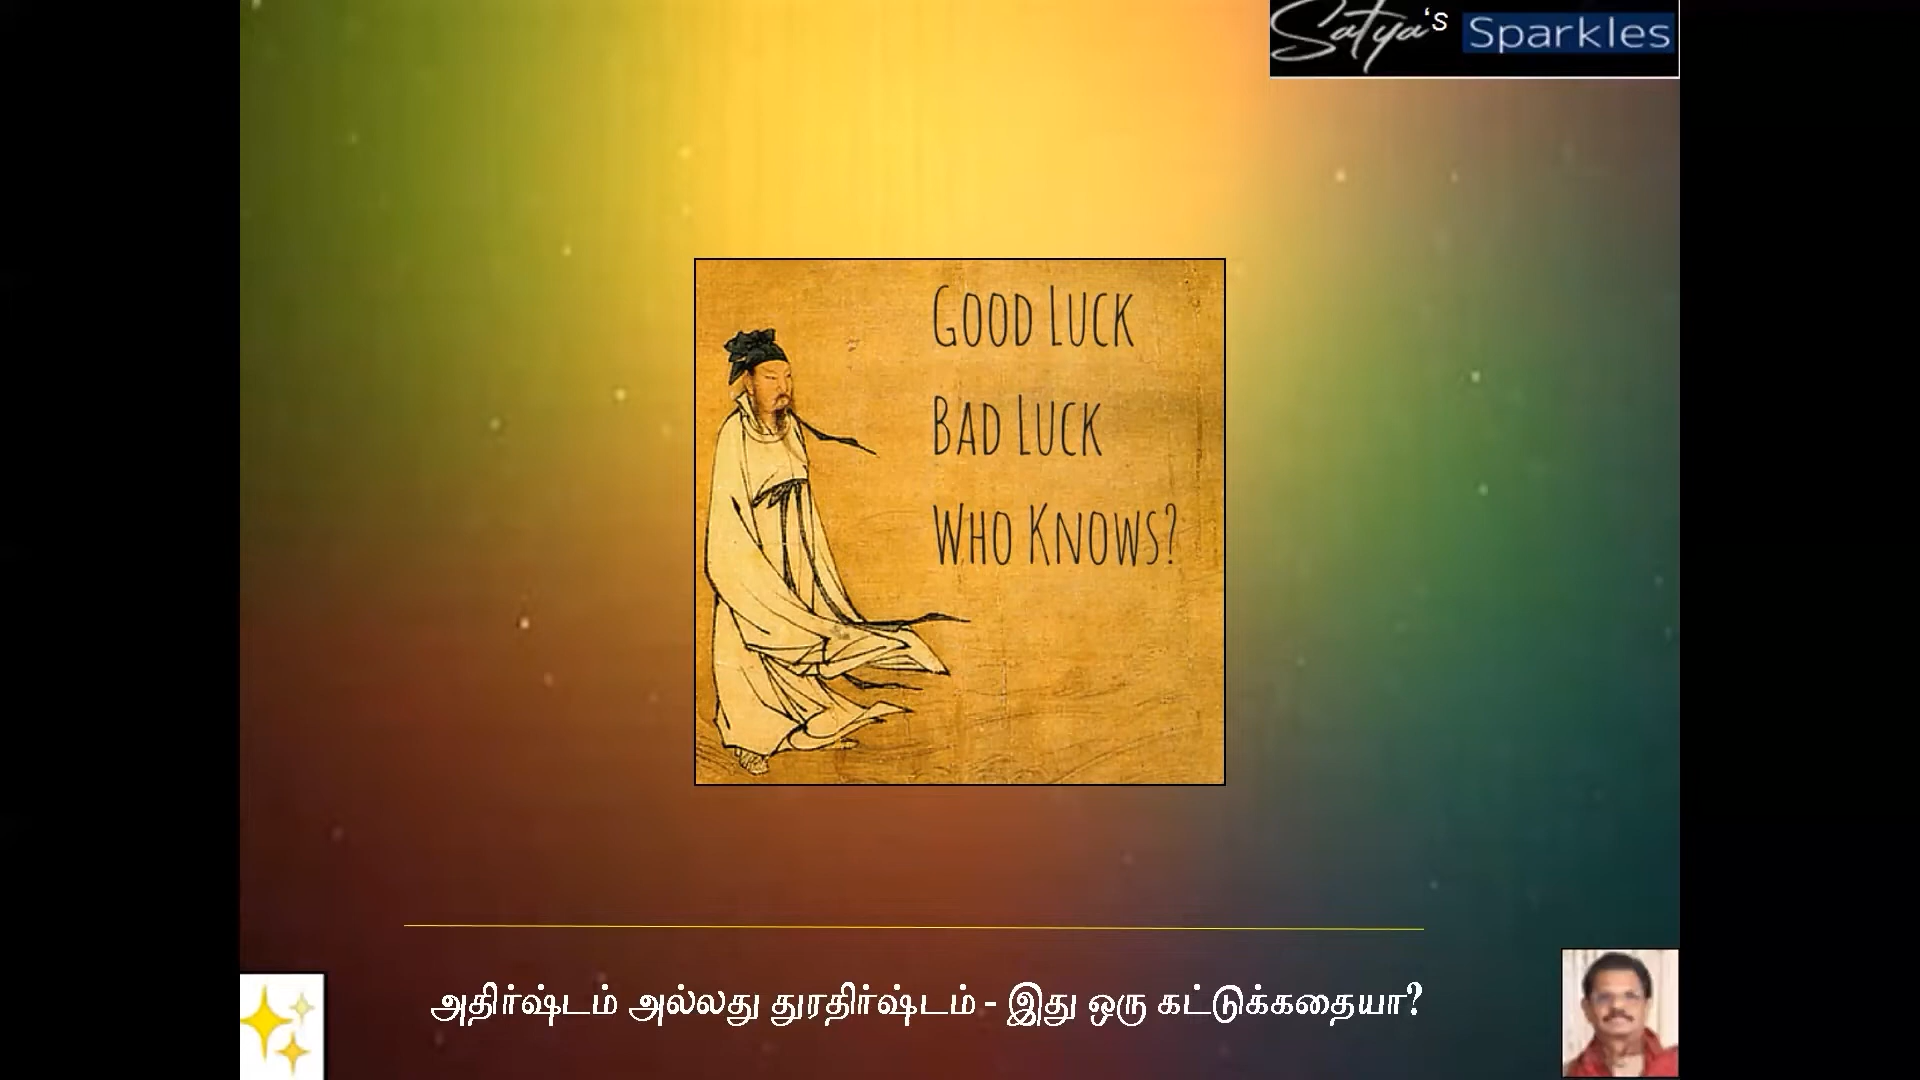 Satya's Sparkles
GOOD LUCK
BAD LUCK
WHO KNOWS?
அதிர்ஷ்டம் அல்லது துரதிர்ஷ்டம் - இது ஒரு கட்டுக்கதையா?